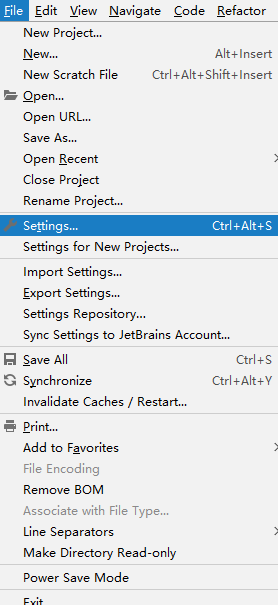 File Edit View Navigate Code Refactor
New Project...
New... Alt+Insert
New Scratch File Ctrl+Alt+Shift+Insert
Open...
Open URL...
Save As...
Open Recent
Close Project
Rename Project...
Settings... Ctrl+Alt+S
Settings for New Projects...
Import Settings...
Export Settings...
Settings Repository...
Sync Settings to JetBrains Account...
Save All Ctrl+S
Synchronize Ctrl+Alt+Y
Invalidate Caches / Restart...
Print...
Add to Favorites
File Encoding
Remove BOM
Associate with File Type...
Line Separators
Make Directory Read-only
Power Save Mode
Exit